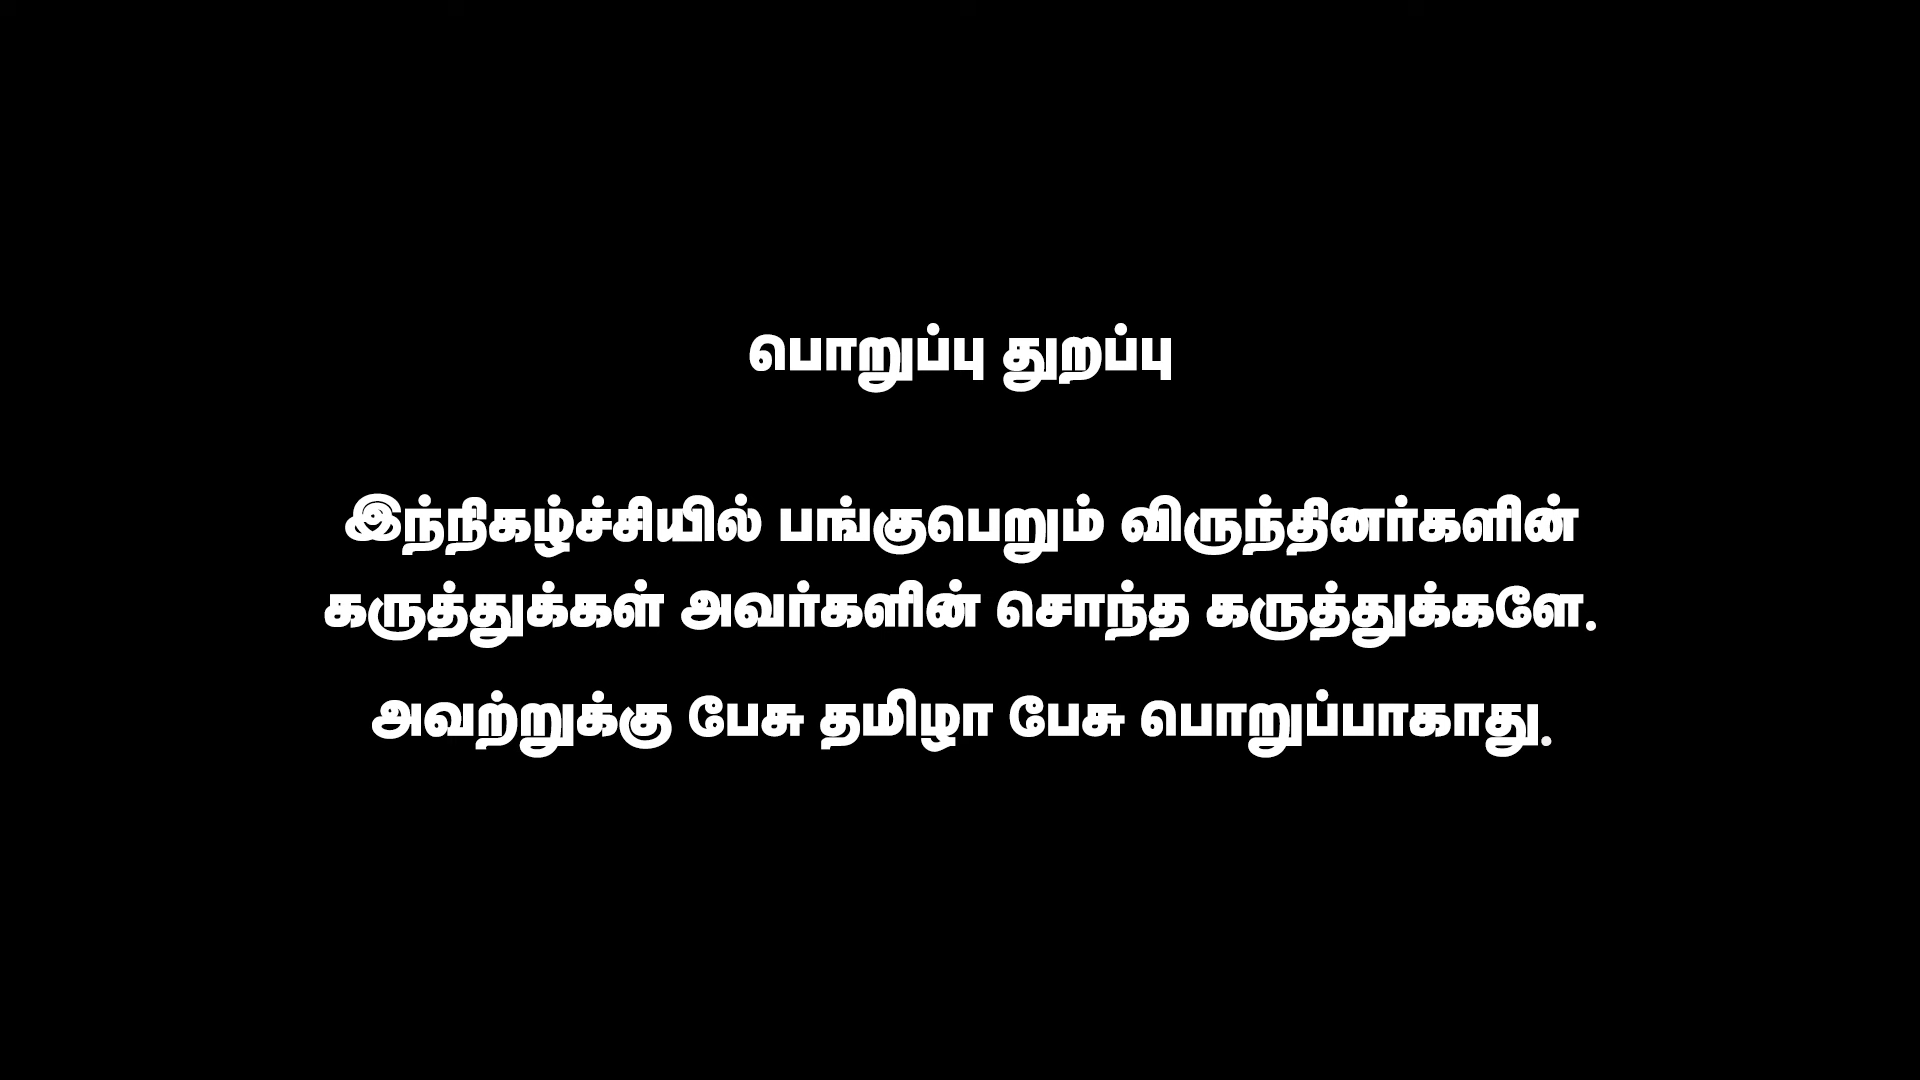 பொறுப்பு துறப்பு
இந்நிகழ்ச்சியில் பங்குபெறும் விருந்தினர்களின்
கருத்துக்கள் அவர்களின் சொந்த கருத்துக்களே.
அவற்றுக்கு பேசு தமிழா பேசு பொறுப்பாகாது.